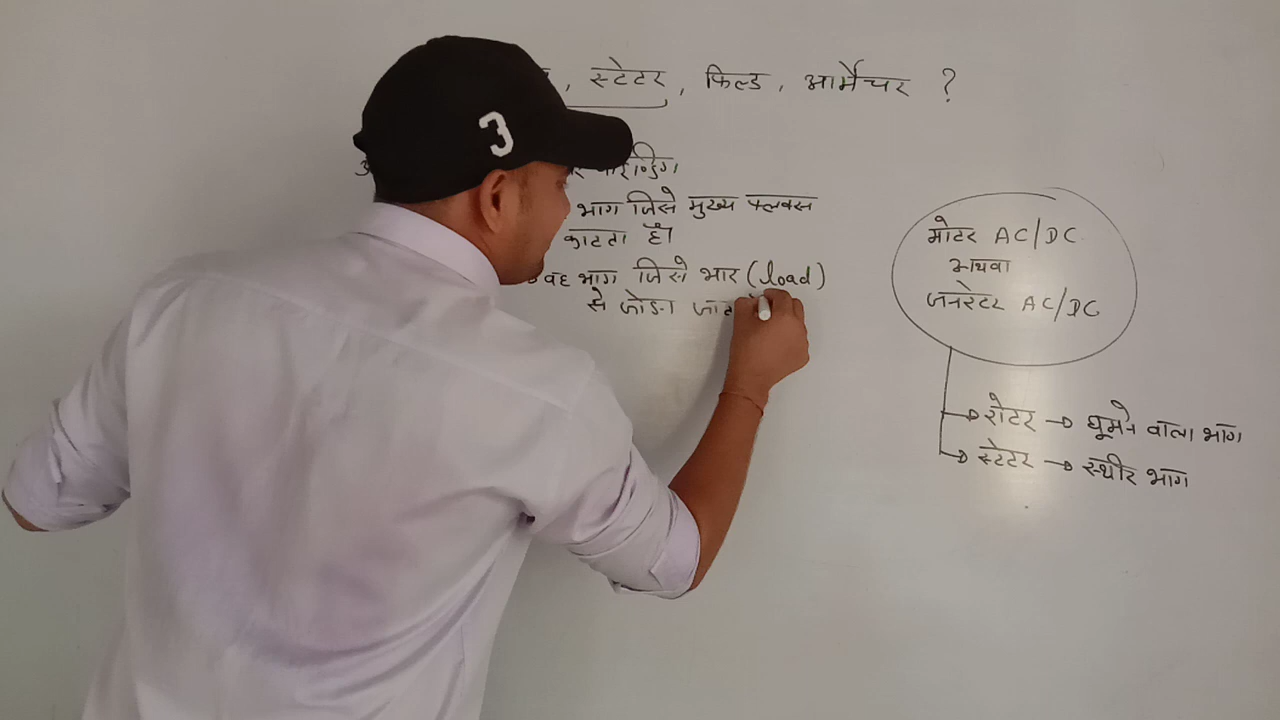 , स्टेटर, फिल्ड, आर्मेचर ?
भाग जिसे मुख्य फ्लक्स
काटता है।
वह भाग जिसे भार (load)
से जोडा
मोटर AC/DC
अथवा
जनरेटर AC/DC
रोटर → घूमने वाला भाग
स्टेटर → स्थीर भाग
3